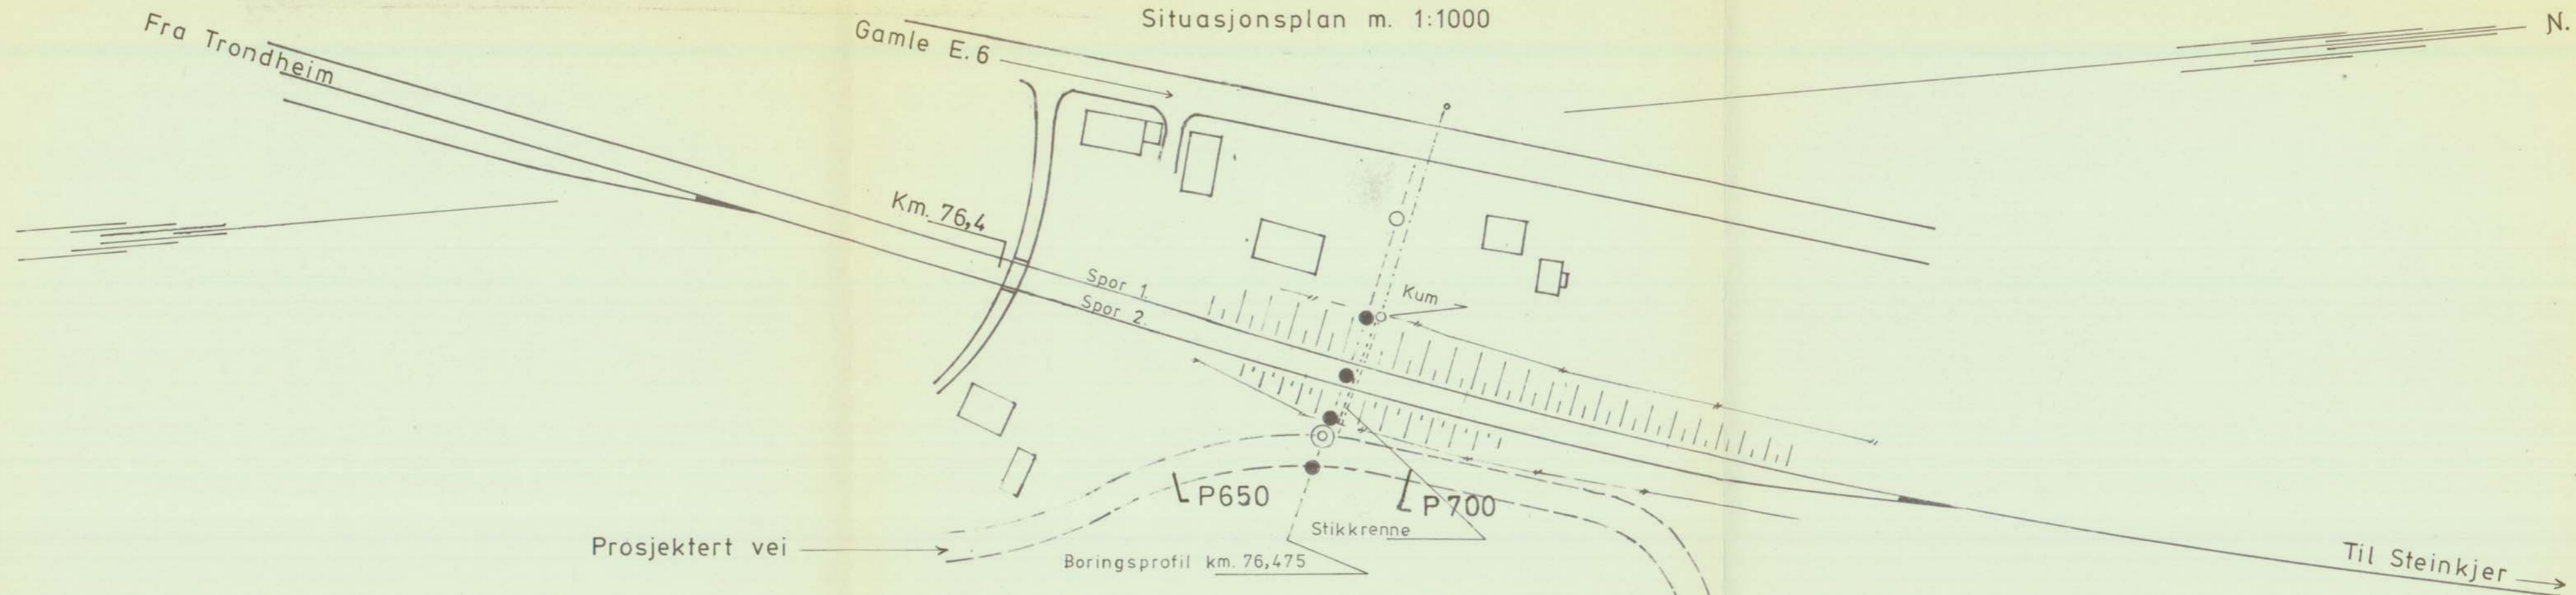 Situasjonsplan m. 1:1000
N.
Fra Trondheim
Gamle E.6
Km. 76,4
Spor 1.
Spor 2.
Kum
P650
P700
Stikkrenne
Prosjektert vei
Boringsprofil km. 76,475
Til Steinkjer